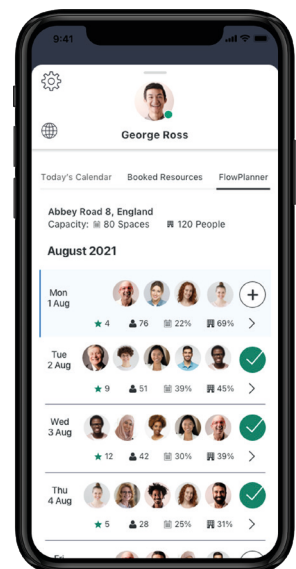 9:41
George Ross
Today's Calendar Booked Resources FlowPlanner
Abbey Road 8, England
Capacity: 80 Spaces 120 People
August 2021
Mon
1 Aug
4 76 22% 69%
Tue
2 Aug
9 51 39% 45%
Wed
3 Aug
12 42 30% 39%
Thu
4 Aug
5 28 25% 31%